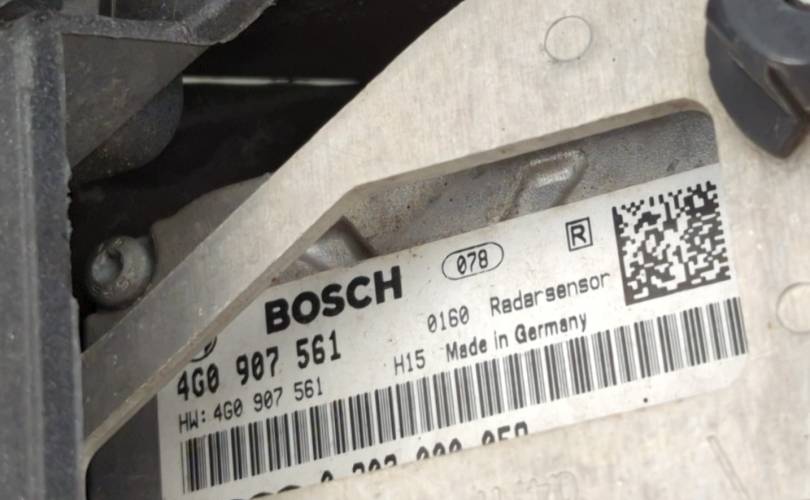 BOSCH 078 R
0160 Radarsensor
4G0 907 561
H15 Made in Germany
HW: 4G0 907 561